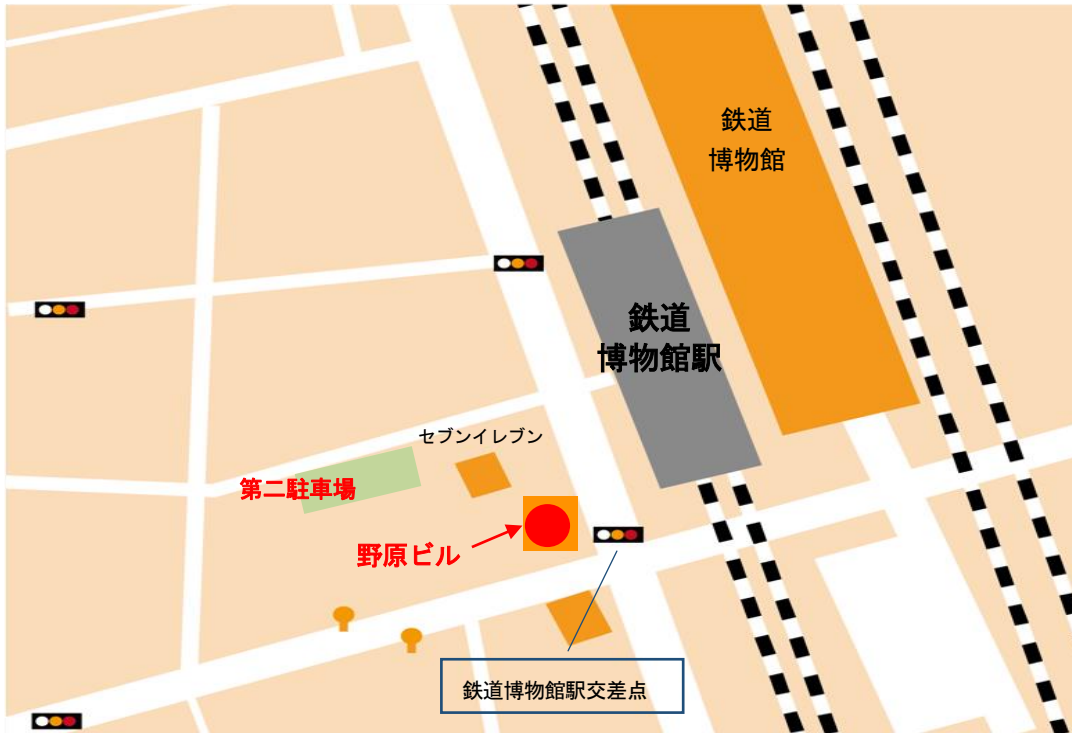 鉄道
博物館
鉄道
博物館駅
セブンイレブン
第二駐車場
野原ビル
鉄道博物館駅交差点